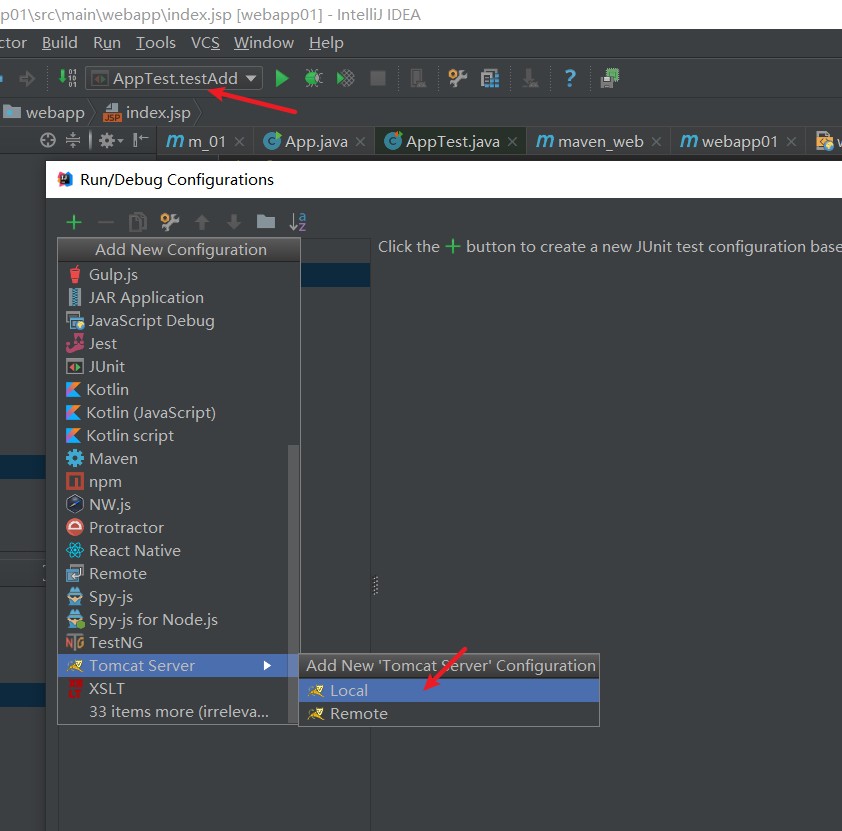 p01\src\main\webapp\index.jsp [webapp01] - IntelliJ IDEA
ctor Build Run Tools VCS Window Help
AppTest.testAdd
webapp index.jsp
m_01 App.java AppTest.java maven_web webapp01
Run/Debug Configurations
Add New Configuration
Click the + button to create a new JUnit test configuration base
Gulp.js
JAR Application
JavaScript Debug
Jest
JUnit
Kotlin
Kotlin (JavaScript)
Kotlin script
Maven
npm
NW.js
Protractor
React Native
Remote
Spy-js
Spy-js for Node.js
TestNG
Tomcat Server
Add New 'Tomcat Server' Configuration
XSLT
Local
33 items more (irreleva...
Remote